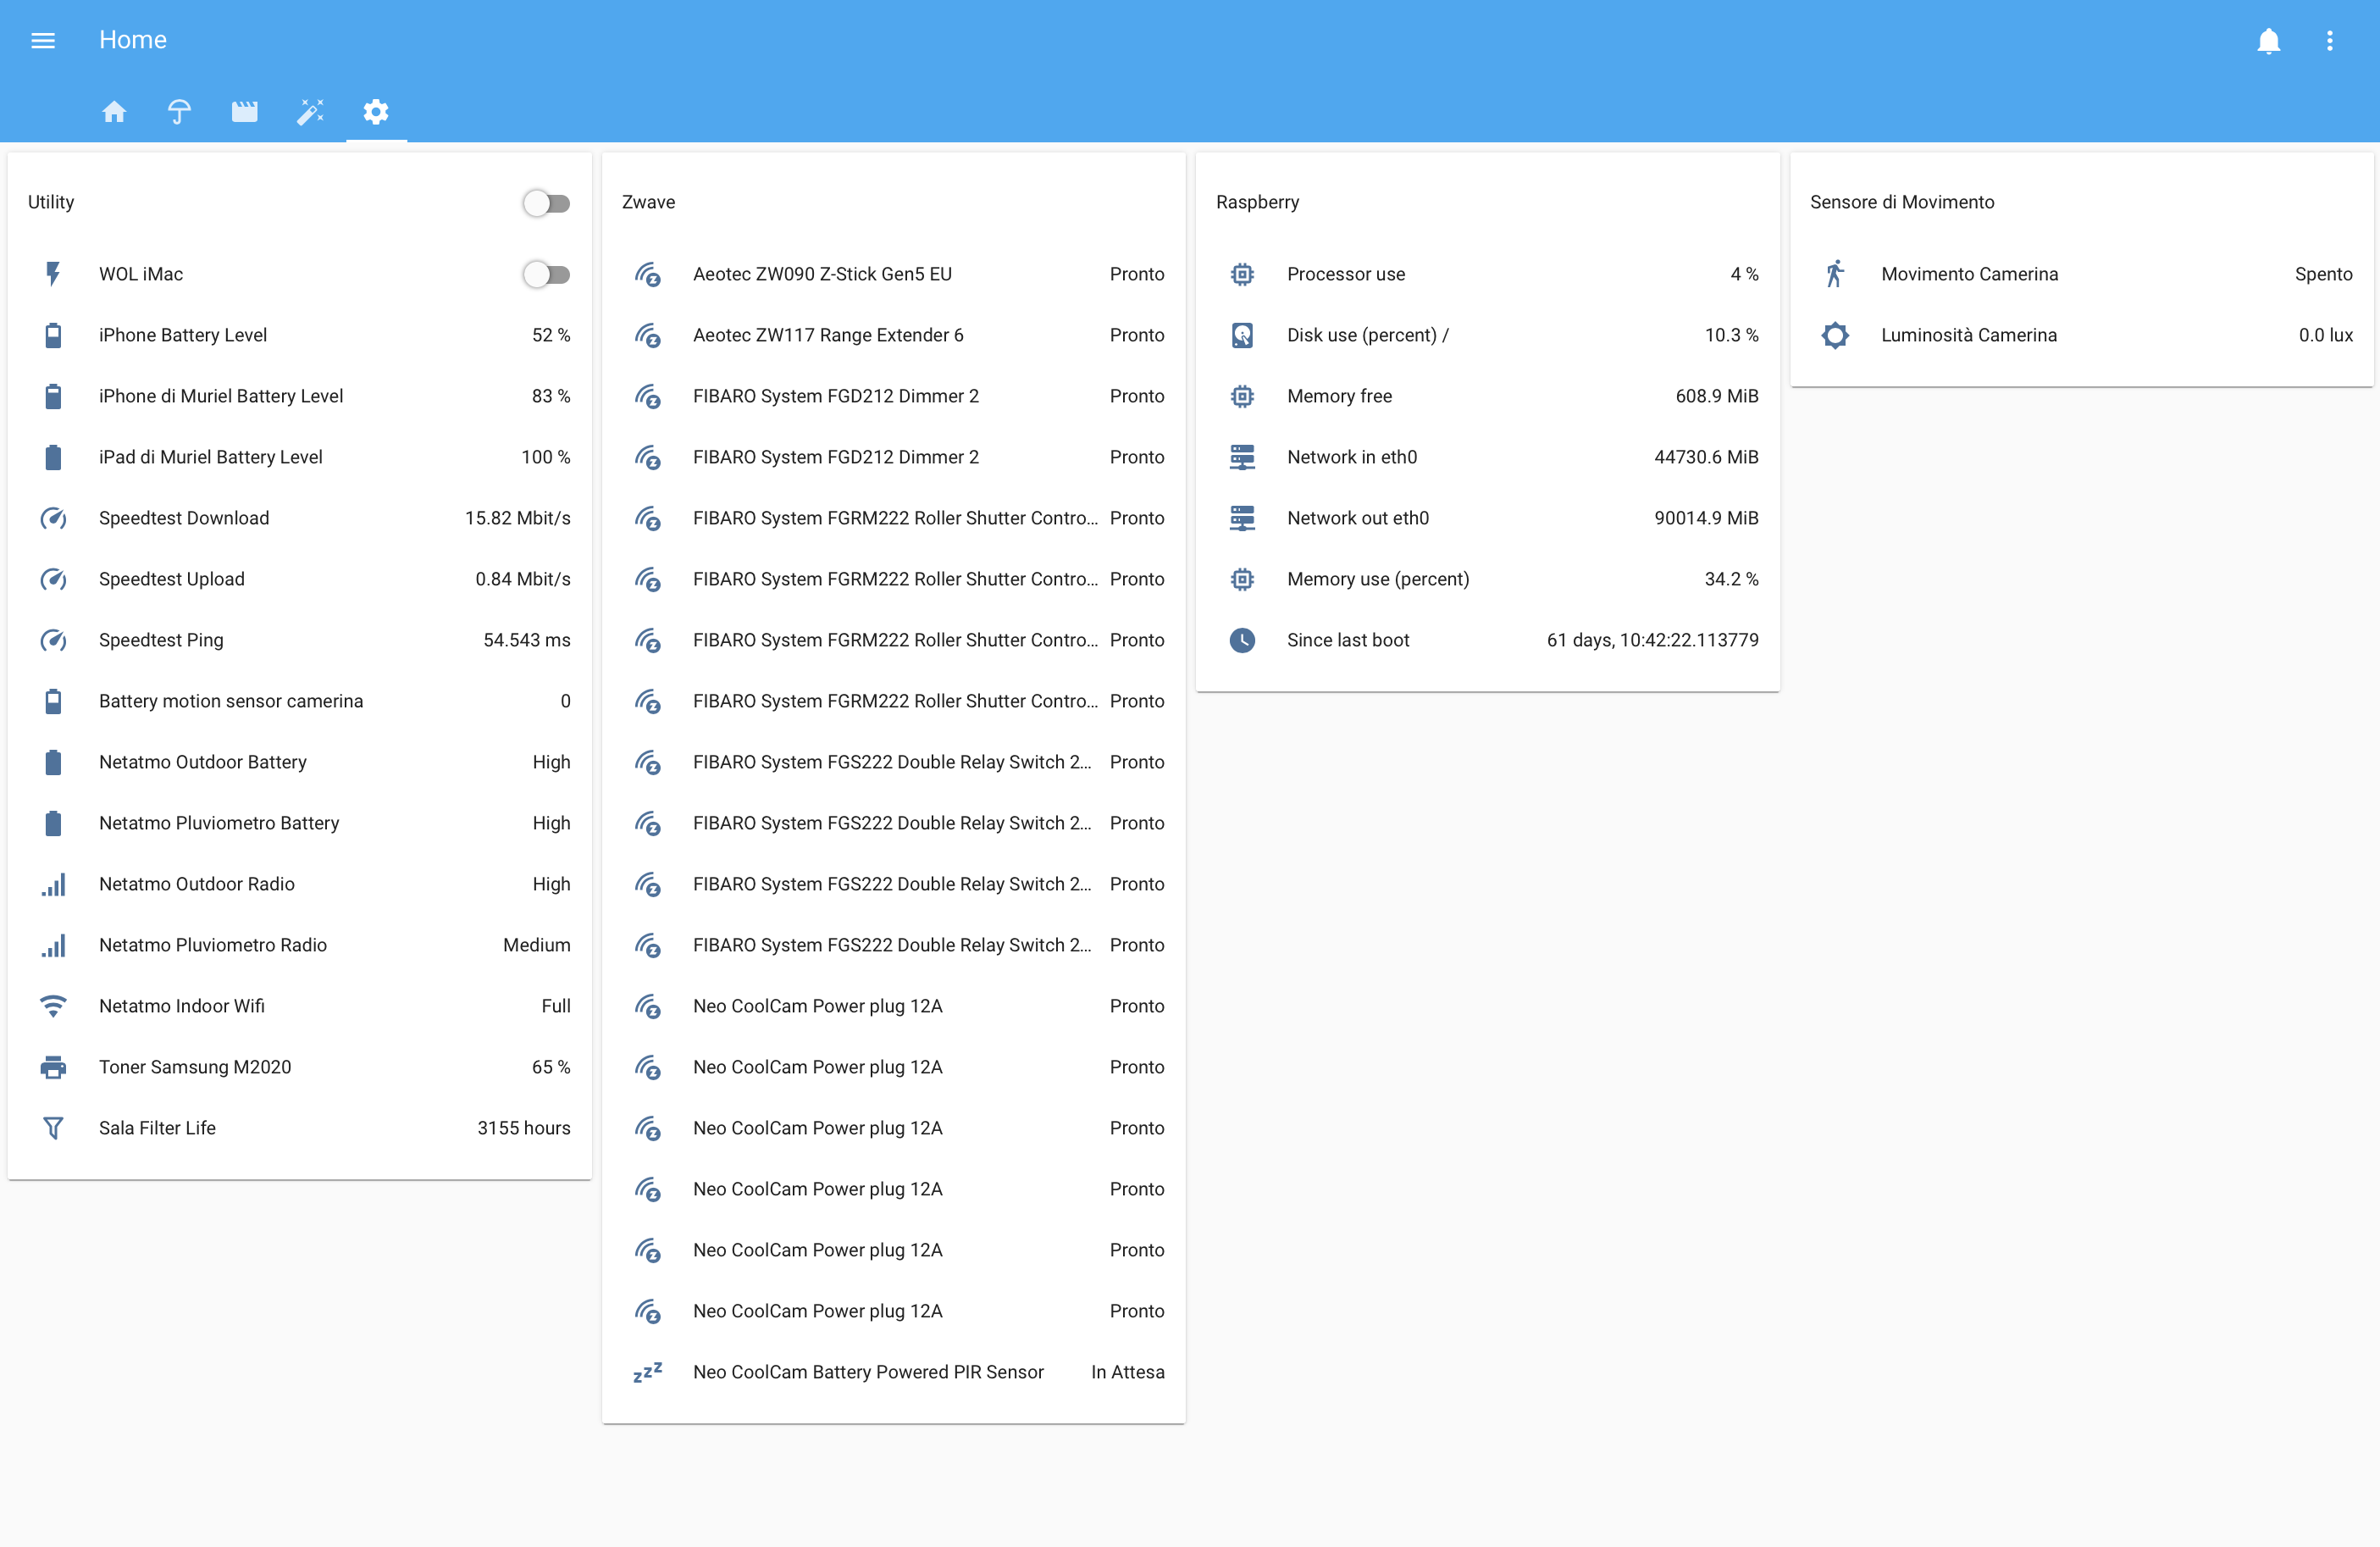 Home
Utility
WOL iMac
iPhone Battery Level 52 %
iPhone di Muriel Battery Level 83 %
iPad di Muriel Battery Level 100 %
Speedtest Download 15.82 Mbit/s
Speedtest Upload 0.84 Mbit/s
Speedtest Ping 54.543 ms
Battery motion sensor camerina 0
Netatmo Outdoor Battery High
Netatmo Pluviometro Battery High
Netatmo Outdoor Radio High
Netatmo Pluviometro Radio Medium
Netatmo Indoor Wifi Full
Toner Samsung M2020 65 %
Sala Filter Life 3155 hours
Zwave
Aeotec ZW090 Z-Stick Gen5 EU Pronto
Aeotec ZW117 Range Extender 6 Pronto
FIBARO System FGD212 Dimmer 2 Pronto
FIBARO System FGD212 Dimmer 2 Pronto
FIBARO System FGRM222 Roller Shutter Contro... Pronto
FIBARO System FGRM222 Roller Shutter Contro... Pronto
FIBARO System FGRM222 Roller Shutter Contro... Pronto
FIBARO System FGRM222 Roller Shutter Contro... Pronto
FIBARO System FGS222 Double Relay Switch 2... Pronto
FIBARO System FGS222 Double Relay Switch 2... Pronto
FIBARO System FGS222 Double Relay Switch 2... Pronto
FIBARO System FGS222 Double Relay Switch 2... Pronto
Neo CoolCam Power plug 12A Pronto
Neo CoolCam Power plug 12A Pronto
Neo CoolCam Power plug 12A Pronto
Neo CoolCam Power plug 12A Pronto
Neo CoolCam Power plug 12A Pronto
Neo CoolCam Power plug 12A Pronto
Neo CoolCam Battery Powered PIR Sensor In Attesa
Raspberry
Processor use 4 %
Disk use (percent) / 10.3 %
Memory free 608.9 MiB
Network in eth0 44730.6 MiB
Network out eth0 90014.9 MiB
Memory use (percent) 34.2 %
Since last boot 61 days, 10:42:22.113779
Sensore di Movimento
Movimento Camerina Spento
Luminosità Camerina 0.0 lux